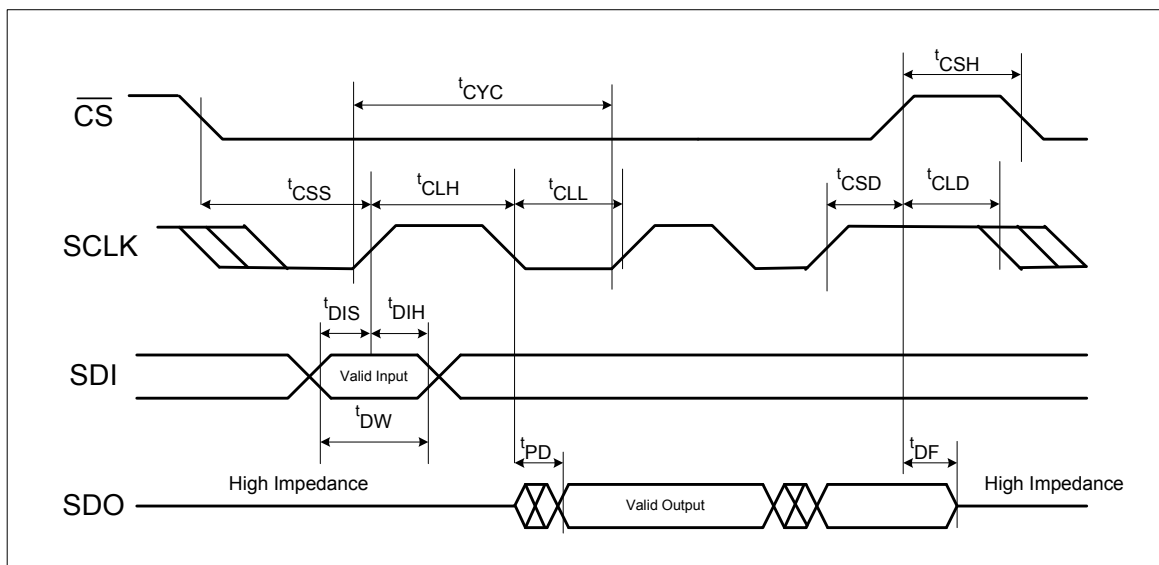 tCSH
tCYC
CS
tCSS
tCLH
tCLL
tCSD
tCLD
SCLK
tDIS
tDIH
SDI
Valid Input
tDW
tPD
tDF
High Impedance
High Impedance
SDO
Valid Output